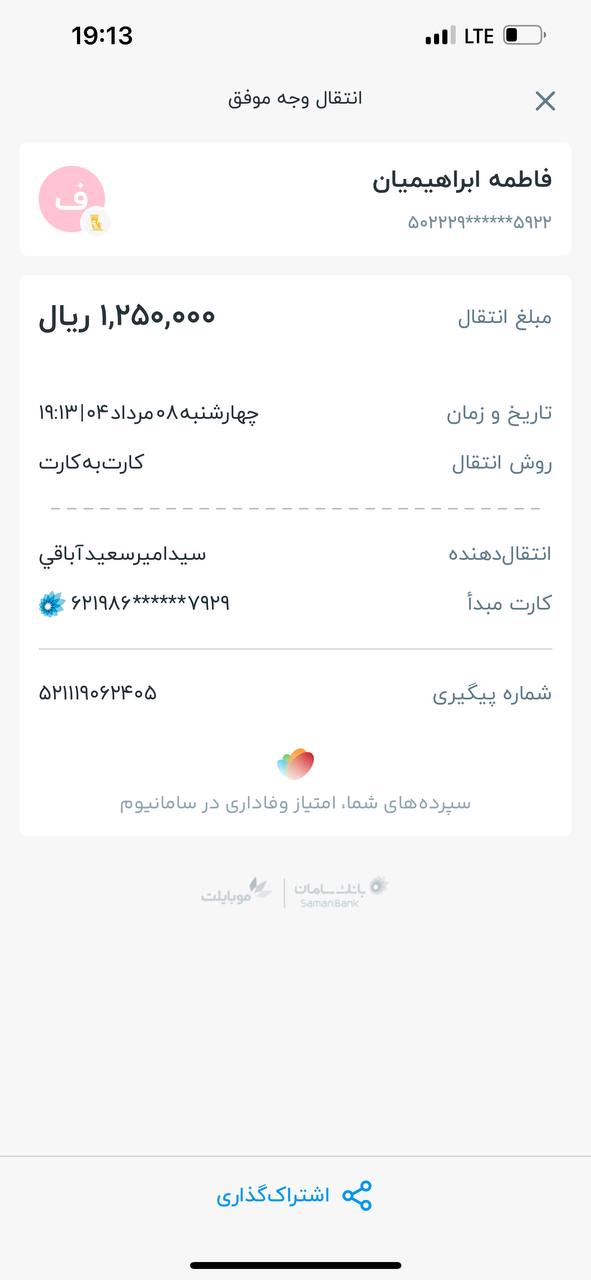 19:13
LTE
انتقال وجه موفق
فاطمه ابراهیمیان
ف
۵۰۲۲۲۹******۵۹۲۲
مبلغ انتقال ۱,۲۵۰,۰۰۰ ریال
تاریخ و زمان چهارشنبه ۰۸ مرداد ۰۴ | ۱۹:۱۳
روش انتقال کارت‌به‌کارت
انتقال‌دهنده سیدامیرسعیدآباقي
کارت مبدأ ۶۲۱۹۸۶******۷۹۲۹
شماره پیگیری ۵۲۱۱۱۹۰۶۲۴۰۵
سپرده‌های شما، امتیاز وفاداری در سامانیوم
بانک سامان موبایلت
SamanBank
اشتراک‌گذاری